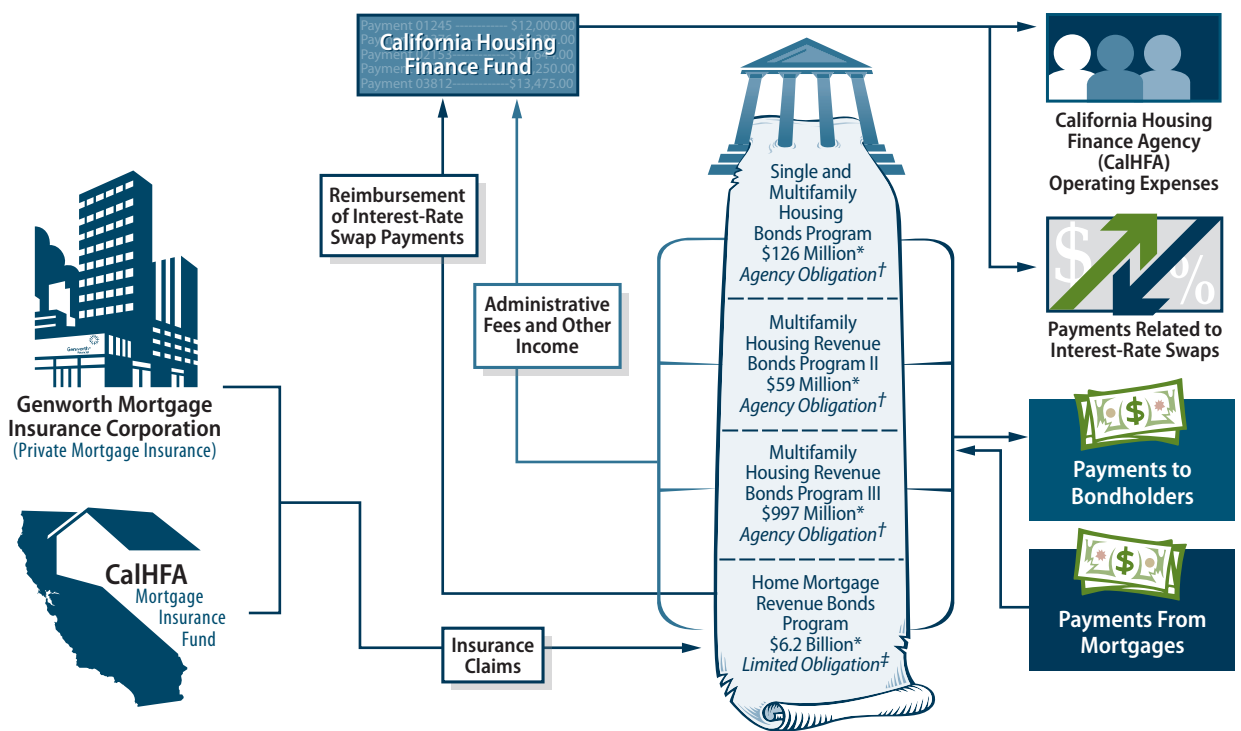 Payment 01245 ------------ $12,000.00
California Housing
Finance Fund
Payment 03812------------$13,475.00
Reimbursement
of Interest-Rate
Swap Payments
Administrative
Fees and Other
Income
Genworth Mortgage
Insurance Corporation
(Private Mortgage Insurance)
CalHFA
Mortgage
Insurance
Fund
Insurance
Claims
Single and
Multifamily
Housing
Bonds Program
$126 Million*
Agency Obligation†
Multifamily
Housing Revenue
Bonds Program II
$59 Million*
Agency Obligation†
Multifamily
Housing Revenue
Bonds Program III
$997 Million*
Agency Obligation†
Home Mortgage
Revenue Bonds
Program
$6.2 Billion*
Limited Obligation‡
California Housing
Finance Agency
(CalHFA)
Operating Expenses
$ %
Payments Related to
Interest-Rate Swaps
$
Payments to
Bondholders
$
Payments From
Mortgages